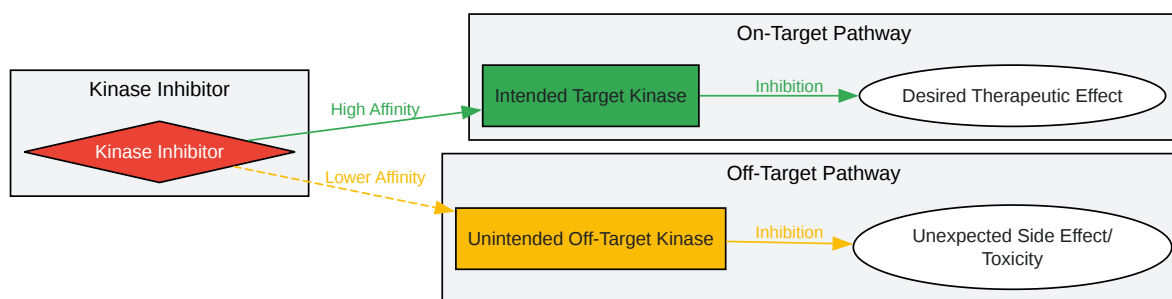 Kinase Inhibitor
Kinase Inhibitor
High Affinity
Lower Affinity
On-Target Pathway
Intended Target Kinase
Inhibition
Desired Therapeutic Effect
Off-Target Pathway
Unintended Off-Target Kinase
Inhibition
Unexpected Side Effect/
Toxicity